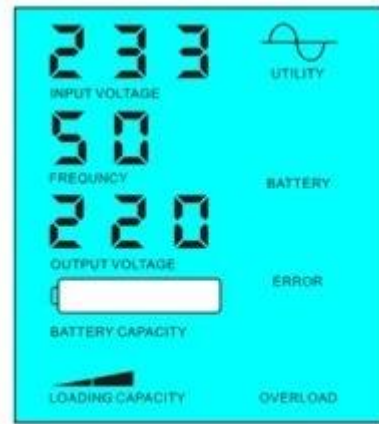 233
INPUT VOLTAGE
UTILITY
50
FREQUNCY
BATTERY
220
OUTPUT VOLTAGE
ERROR
BATTERY CAPACITY
LOADING CAPACITY
OVERLOAD